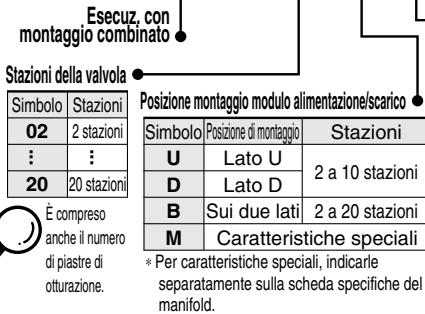 Esecuz. con
montaggio combinato
Stazioni della valvola
Simbolo Stazioni
02 2 stazioni
⋮ ⋮
20 20 stazioni
È compreso
anche il numero
di piastre di
otturazione.
Posizione montaggio modulo alimentazione/scarico
Simbolo Posizione di montaggio Stazioni
U Lato U 2 a 10 stazioni
D Lato D
B Sui due lati 2 a 20 stazioni
M Caratteristiche speciali
* Per caratteristiche speciali, indicarle
separatamente sulla scheda specifiche del
manifold.